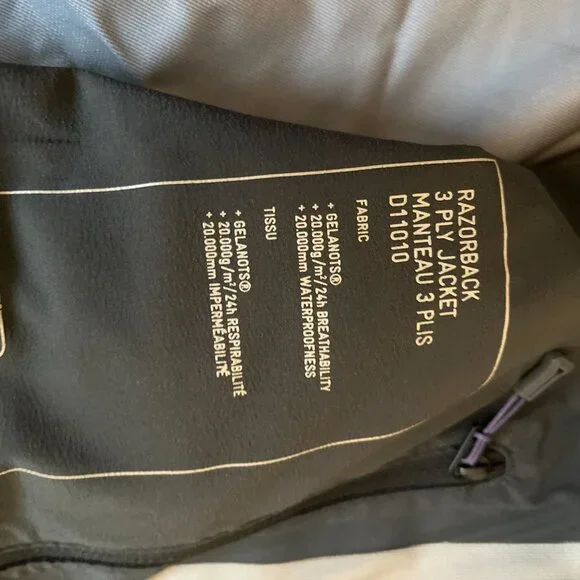 RAZORBACK
3 PLY JACKET
MANTEAU 3 PLIS
D11010
FABRIC
+ GELANOTS®
+ 20.000g/m²/24h BREATHABILITY
+ 20.000mm WATERPROOFNESS
TISSU
+ GELANOTS®
+ 20.000g/m²/24h RESPIRABILITÉ
+ 20.000mm IMPERMÉABILITÉ